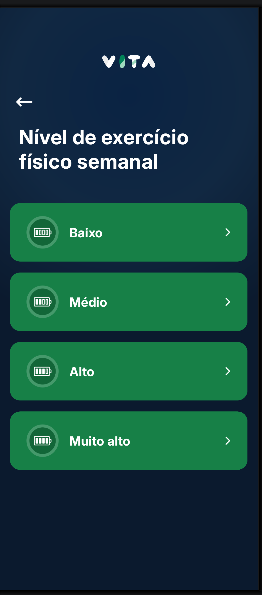 VITA
Nível de exercício
físico semanal
Baixo
Médio
Alto
Muito alto